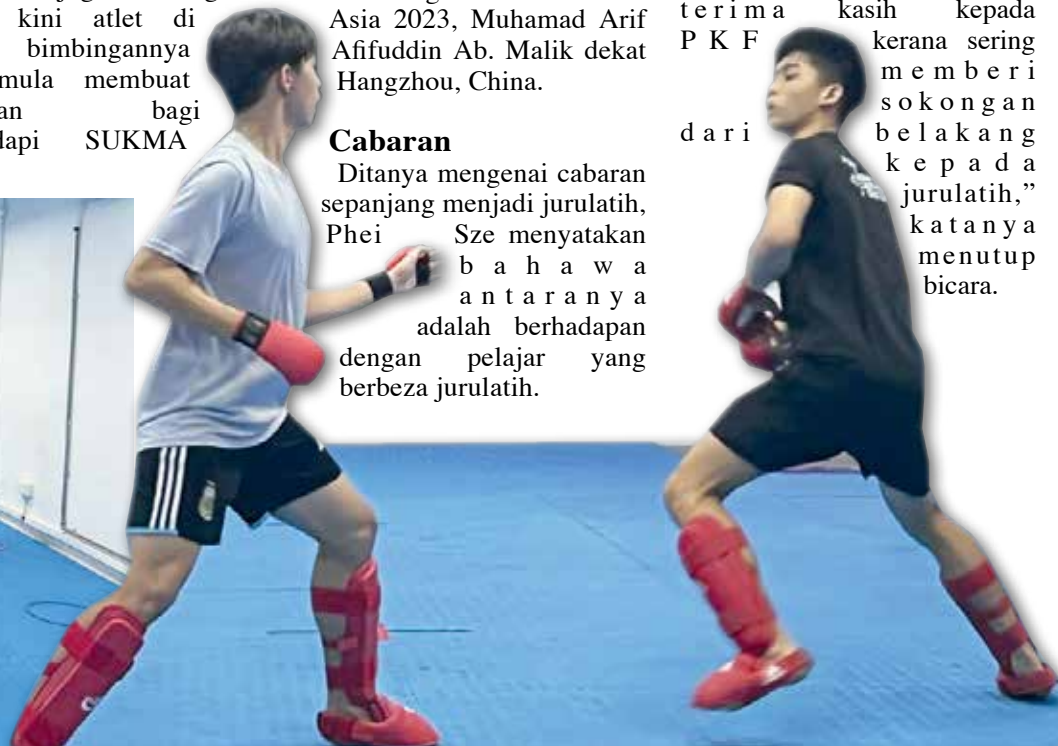 kini atlet di
bimbingannya
mula membuat
bagi
SUKMA
Asia 2023, Muhamad Arif
Afifuddin Ab. Malik dekat
Hangzhou, China.
Cabaran
Ditanya mengenai cabaran
sepanjang menjadi jurulatih,
Phei Sze menyatakan
bahawa
antaranya
adalah berhadapan
dengan pelajar yang
berbeza jurulatih.
terima kasih kepada
PKF kerana sering
memberi
sokongan
dari belakang
kepada
jurulatih,”
katanya
menutup
bicara.